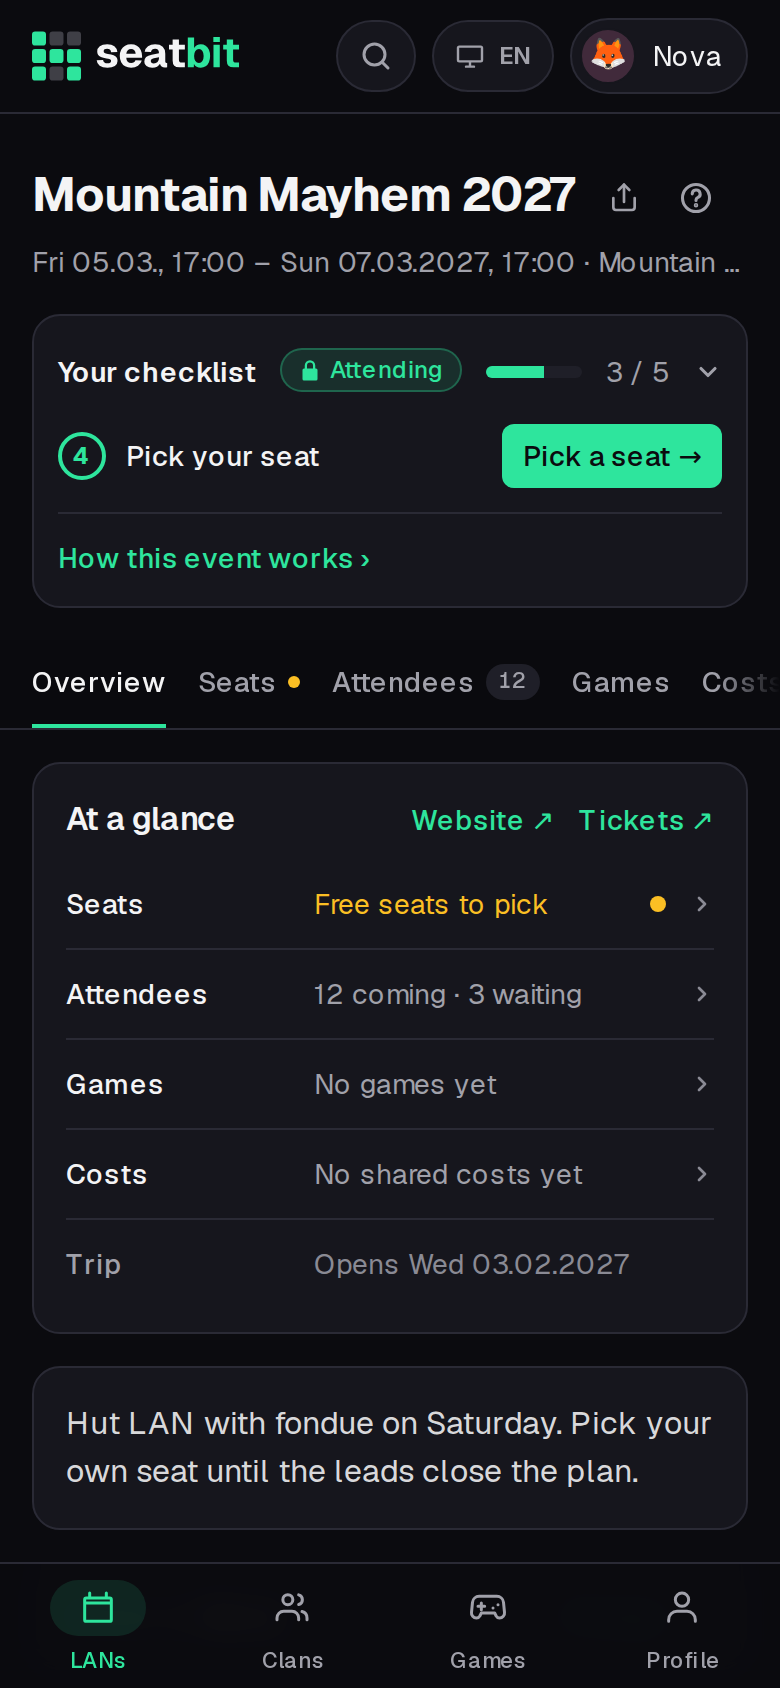 seatbit
EN
Nova
Mountain Mayhem 2027
Fri 05.03., 17:00 – Sun 07.03.2027, 17:00 · Mountain ...
Your checklist
Attending
3 / 5
4
Pick your seat
Pick a seat →
How this event works ›
Overview
Seats
Attendees 12
Games
Costs
At a glance
Website ↗
Tickets ↗
Seats
Free seats to pick
Attendees
12 coming · 3 waiting
Games
No games yet
Costs
No shared costs yet
Trip
Opens Wed 03.02.2027
Hut LAN with fondue on Saturday. Pick your
own seat until the leads close the plan.
LANs
Clans
Games
Profile